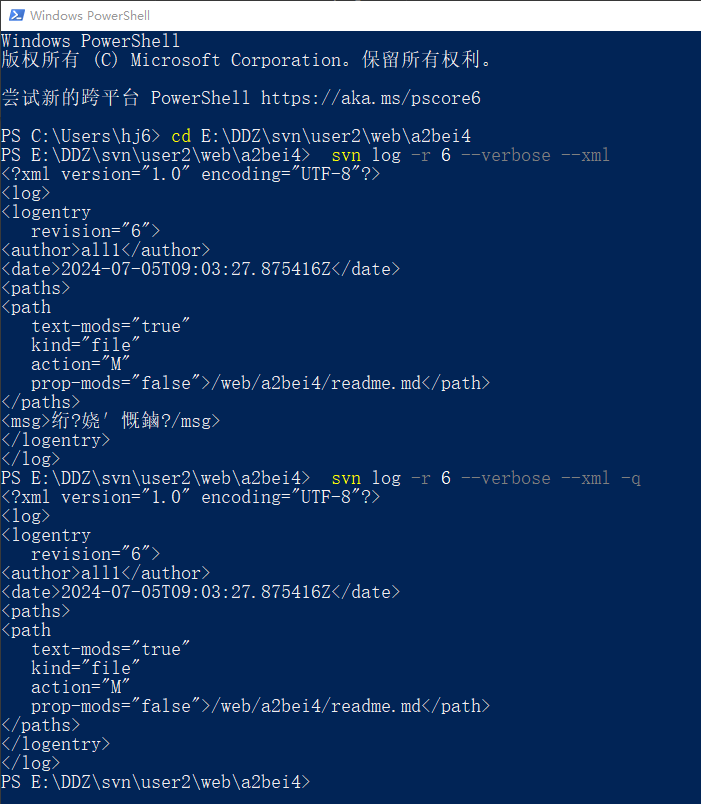 Windows PowerShell
Windows PowerShell
版权所有 (C) Microsoft Corporation。保留所有权利。
尝试新的跨平台 PowerShell https://aka.ms/pscore6
PS C:\Users\hj6> cd E:\DDZ\svn\user2\web\a2bei4
PS E:\DDZ\svn\user2\web\a2bei4>  svn log -r 6 --verbose --xml
<?xml version="1.0" encoding="UTF-8"?>
<log>
<logentry
   revision="6">
<author>all1</author>
<date>2024-07-05T09:03:27.875416Z</date>
<paths>
<path
   text-mods="true"
   kind="file"
   action="M"
   prop-mods="false">/web/a2bei4/readme.md</path>
</paths>
<msg>绗?娆′慨鏀?/msg>
</logentry>
</log>
PS E:\DDZ\svn\user2\web\a2bei4>  svn log -r 6 --verbose --xml -q
<?xml version="1.0" encoding="UTF-8"?>
<log>
<logentry
   revision="6">
<author>all1</author>
<date>2024-07-05T09:03:27.875416Z</date>
<paths>
<path
   text-mods="true"
   kind="file"
   action="M"
   prop-mods="false">/web/a2bei4/readme.md</path>
</paths>
</logentry>
</log>
PS E:\DDZ\svn\user2\web\a2bei4>